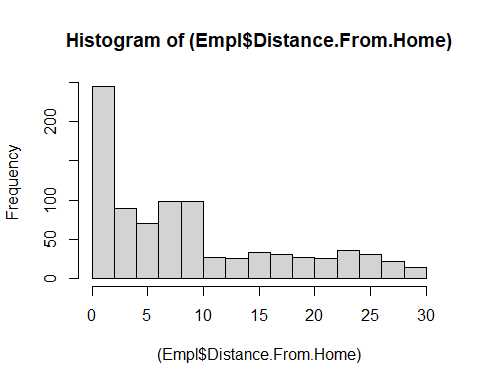 Histogram of (Empl$Distance.From.Home)
Frequency
200
100
50
0
0 5 10 15 20 25 30
(Empl$Distance.From.Home)